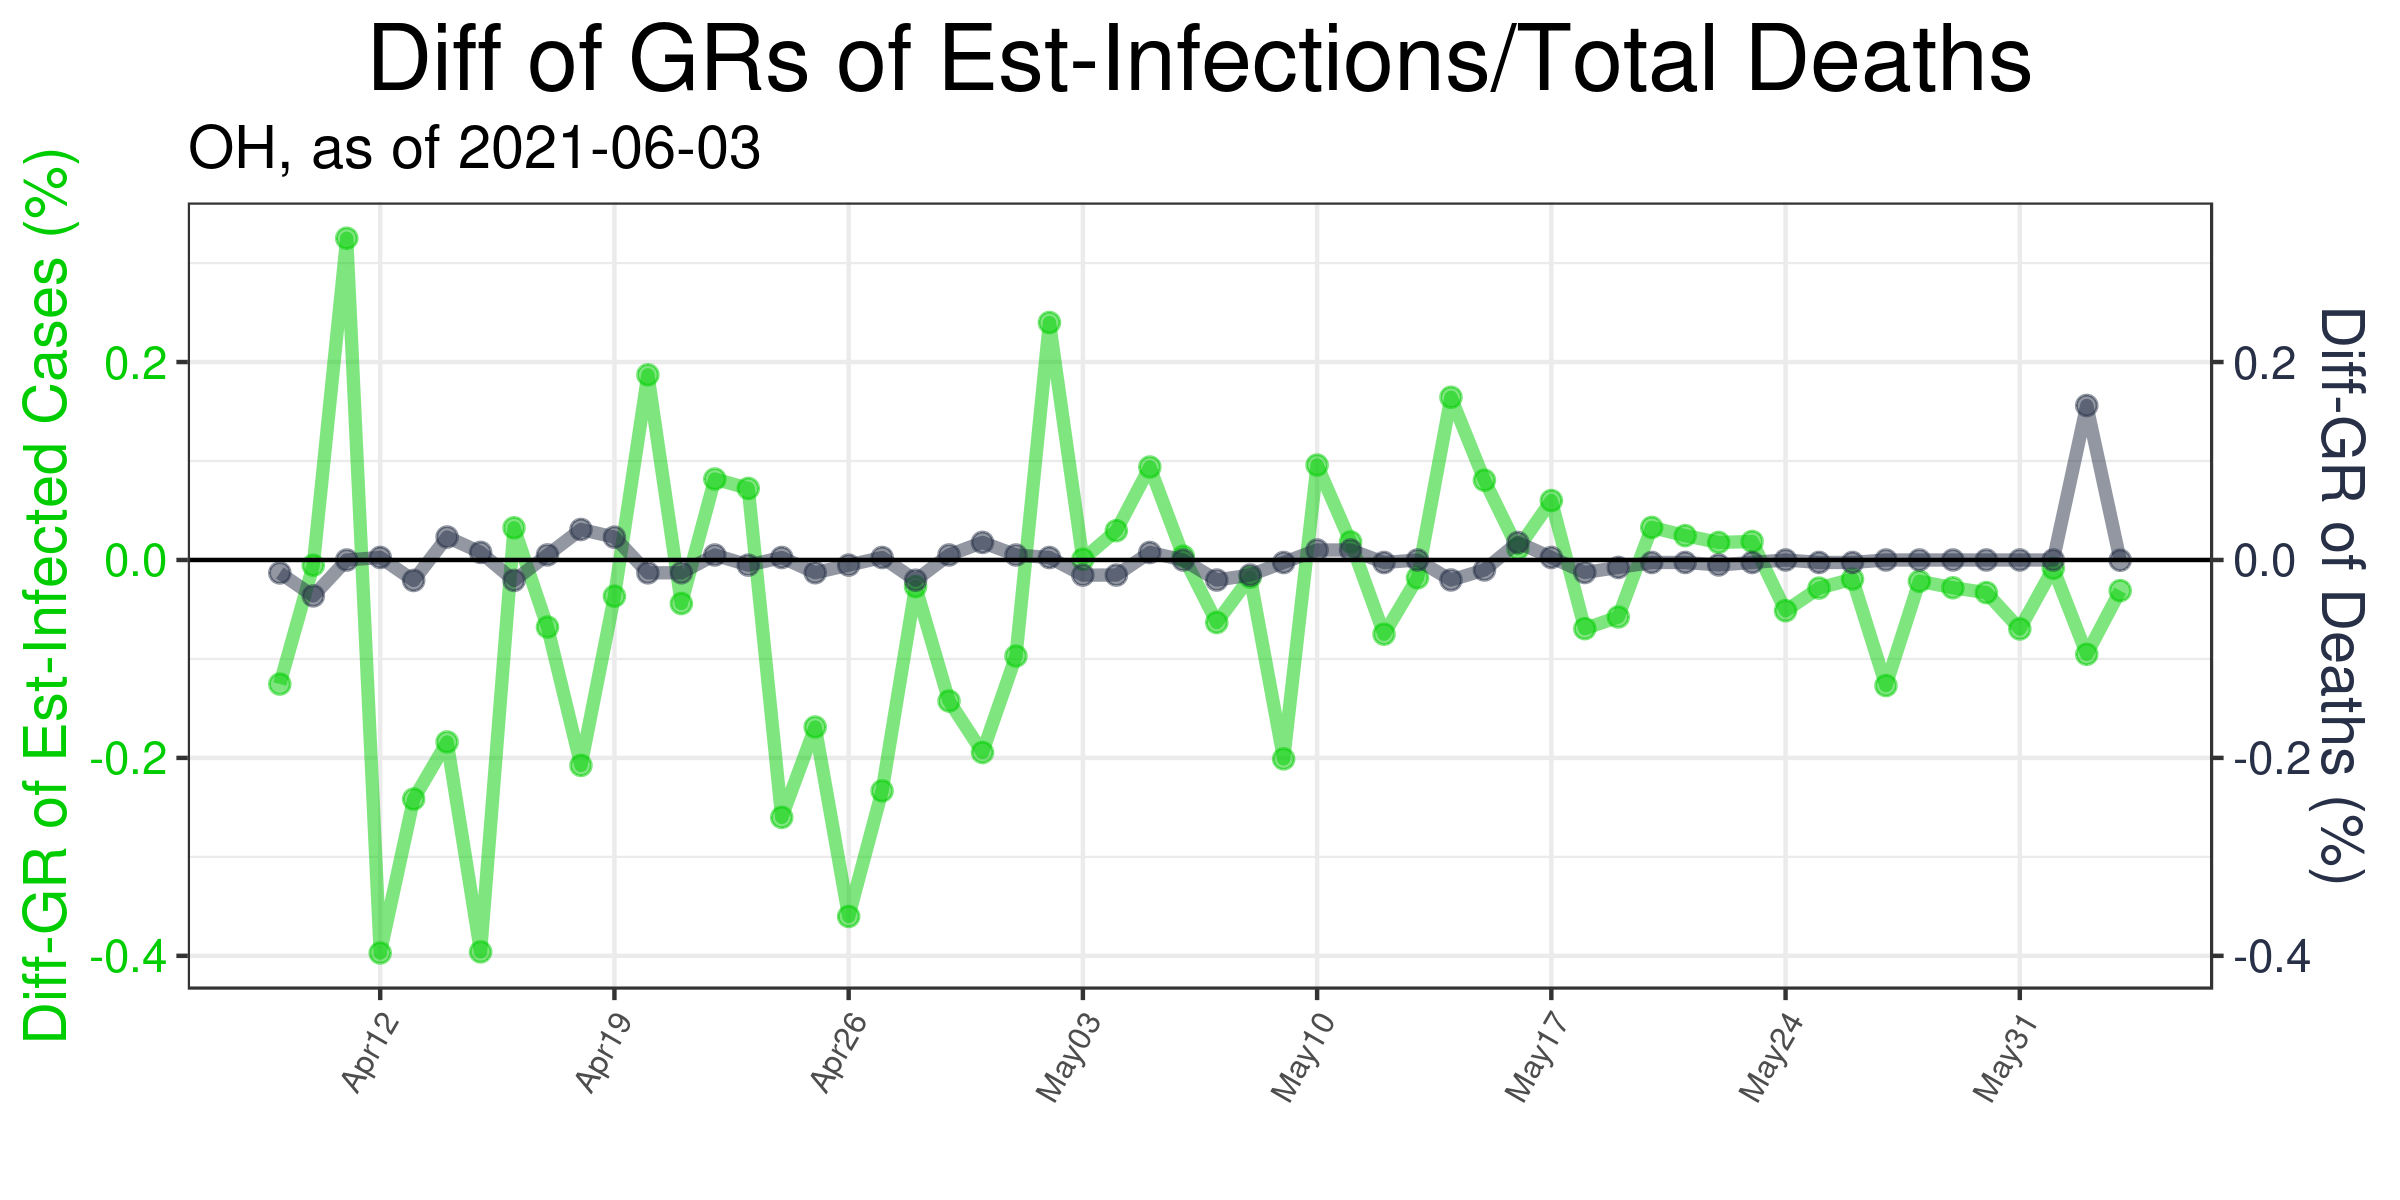 Diff of GRs of Est-Infections/Total Deaths
OH, as of 2021-06-03
Diff-GR of Est-Infected Cases (%)
0.2
0.0
-0.2
-0.4
0.2
0.0
-0.2
-0.4
Diff-GR of Deaths (%)
Apr12
Apr19
Apr26
May03
May10
May17
May24
May31